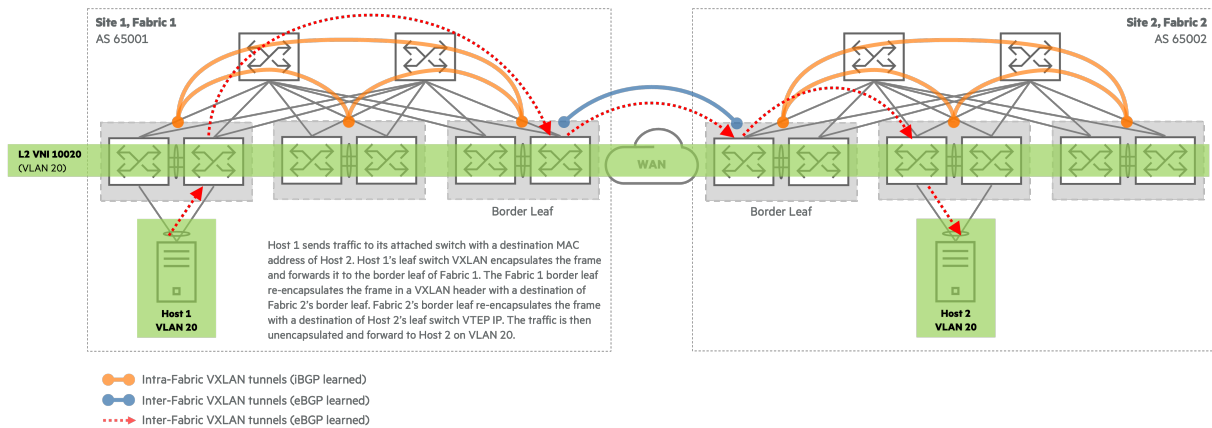 Site 1, Fabric 1
AS 65001
Site 2, Fabric 2
AS 65002
L2 VNI 10020
(VLAN 20)
WAN
Border Leaf
Border Leaf
Host 1
VLAN 20
Host 1 sends traffic to its attached switch with a destination MAC
address of Host 2. Host 1's leaf switch VXLAN encapsulates the frame
and forwards it to the border leaf of Fabric 1. The Fabric 1 border leaf
re-encapsulates the frame in a VXLAN header with a destination of
Fabric 2's border leaf. Fabric 2's border leaf re-encapsulates the frame
with a destination of Host 2's leaf switch VTEP IP. The traffic is then
unencapsulated and forward to Host 2 on VLAN 20.
Host 2
VLAN 20
Intra-Fabric VXLAN tunnels (iBGP learned)
Inter-Fabric VXLAN tunnels (eBGP learned)
Inter-Fabric VXLAN tunnels (eBGP learned)